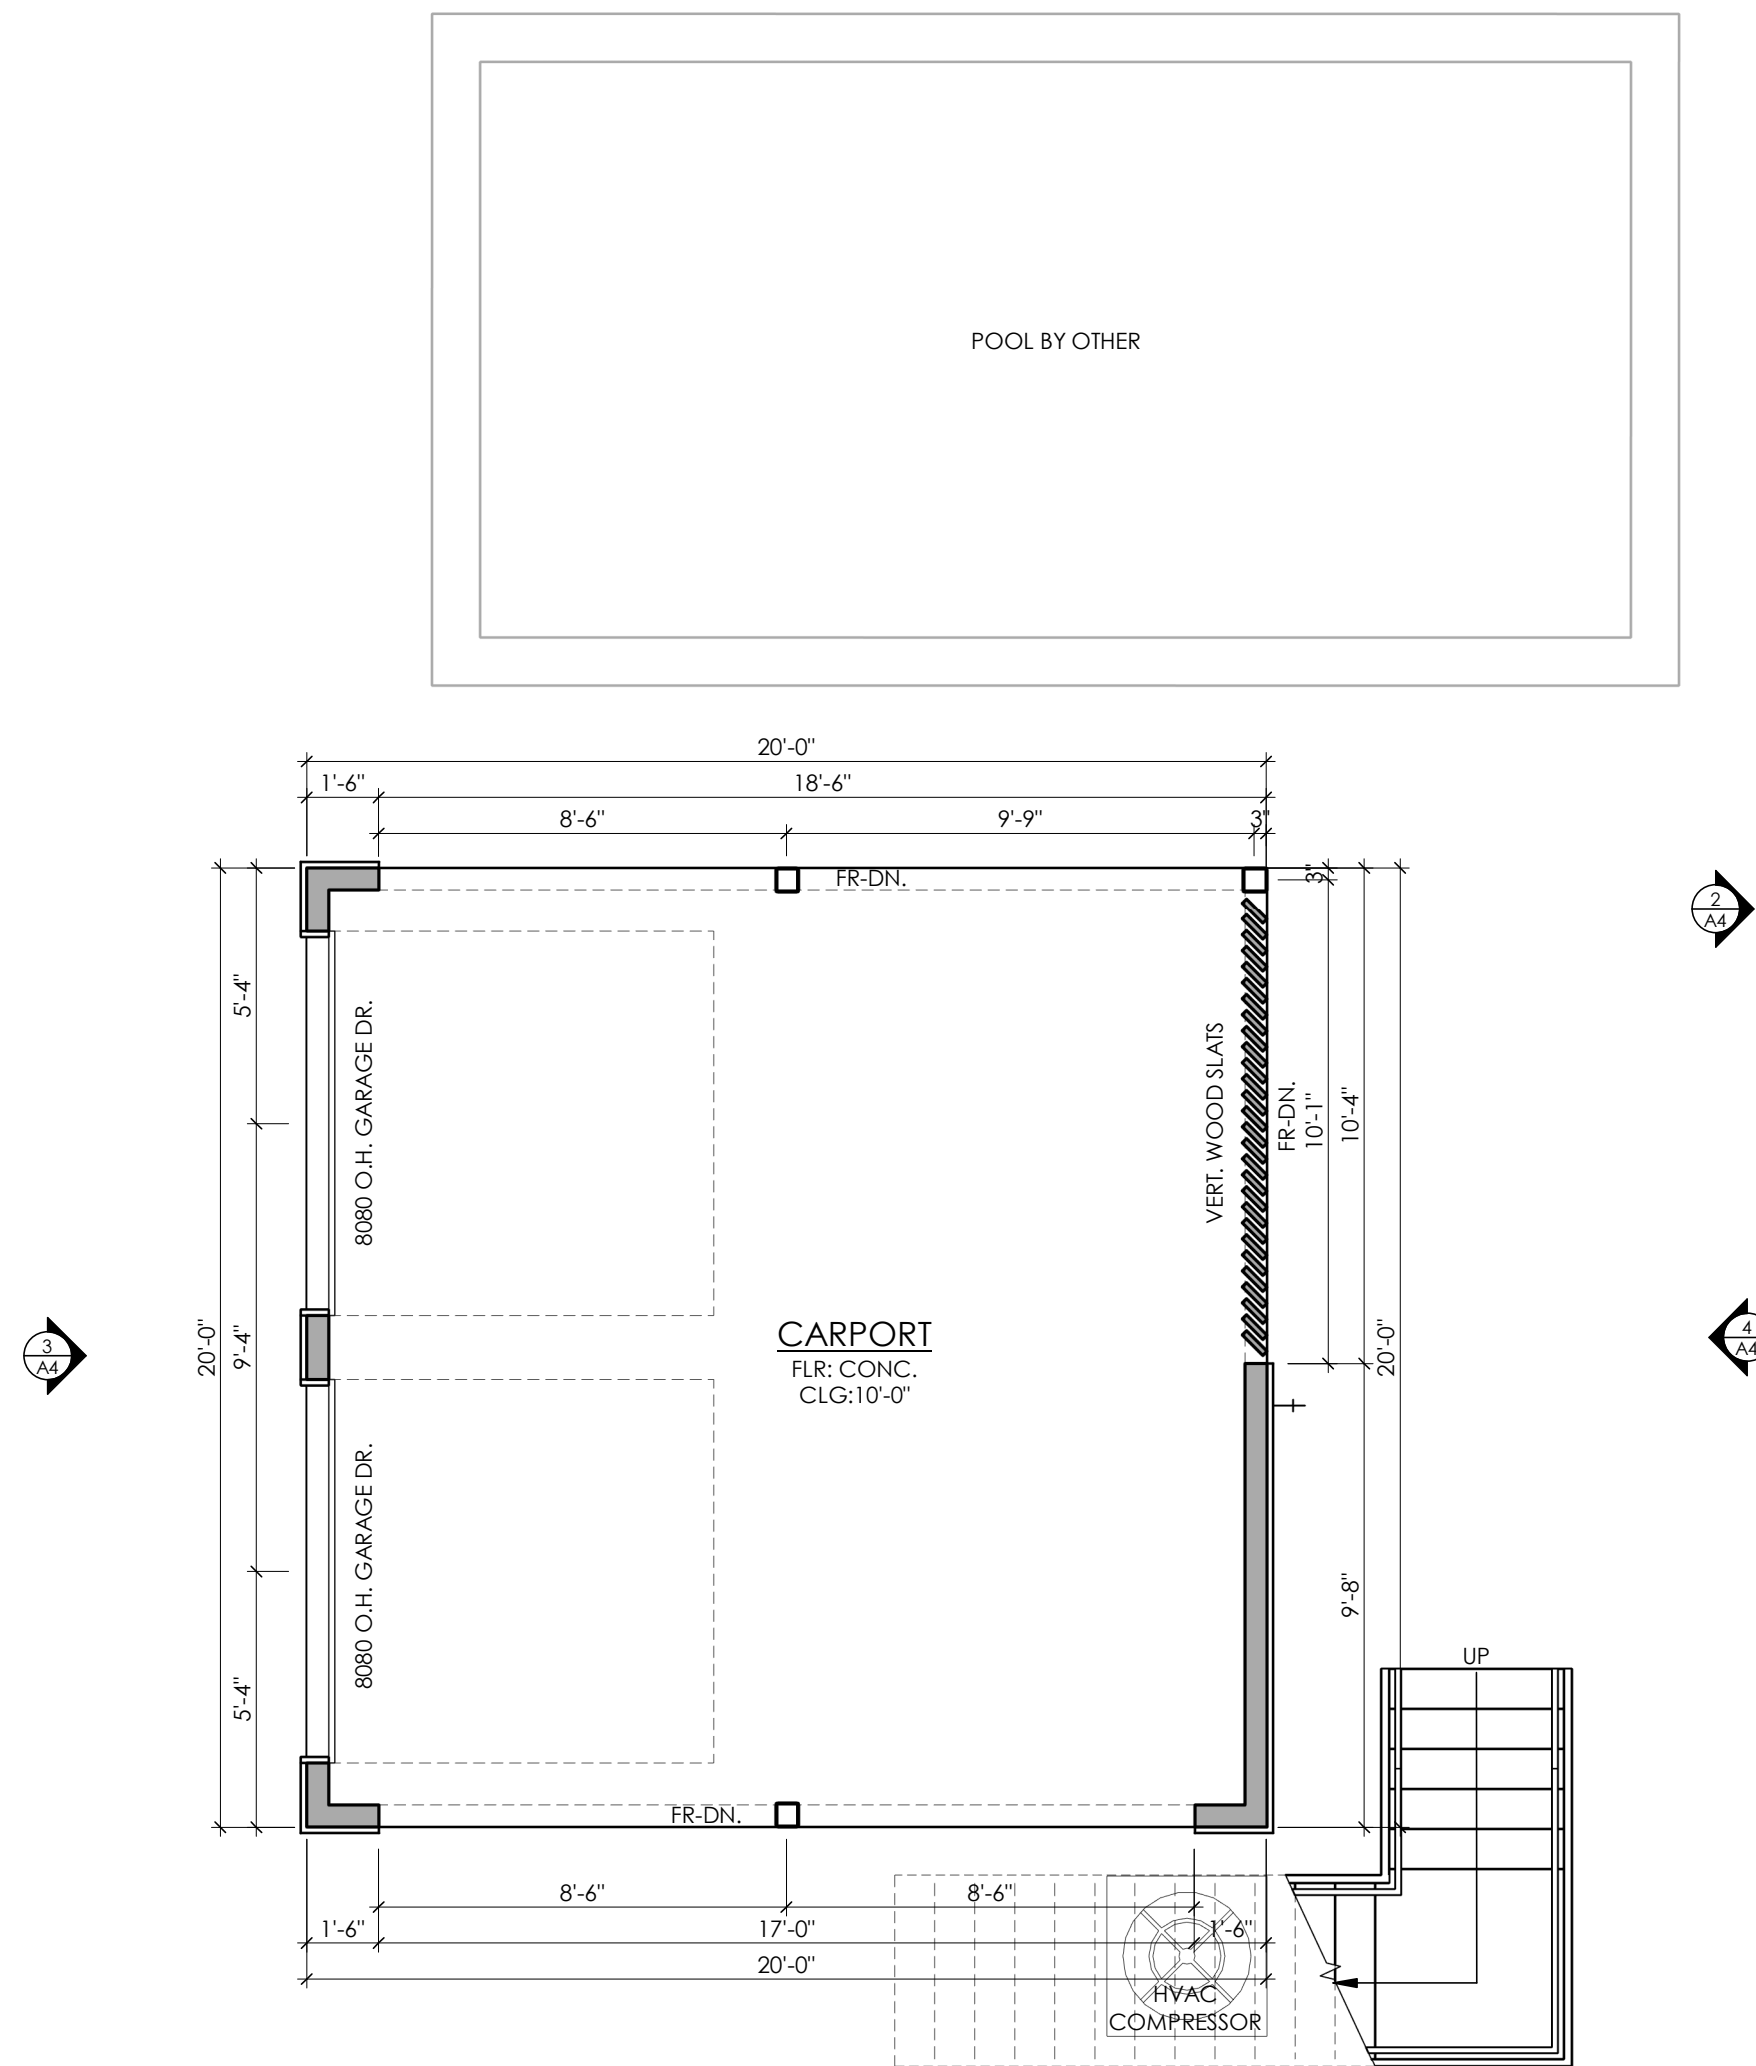 POOL BY OTHER
20'-0"
1'-6"
18'-6"
8'-6"
9'-9"
3"
FR-DN.
3"
2
A4
5'-4"
8080 O.H. GARAGE DR.
VERT. WOOD SLATS
FR-DN.
10'-1"
10'-4"
3
A4
20'-0"
9'-4"
CARPORT
FLR: CONC.
CLG:10'-0"
20'-0"
4
A4
8080 O.H. GARAGE DR.
9'-8"
5'-4"
UP
FR-DN.
8'-6"
8'-6"
1'-6"
17'-0"
1'-6"
20'-0"
HVAC
COMPRESSOR